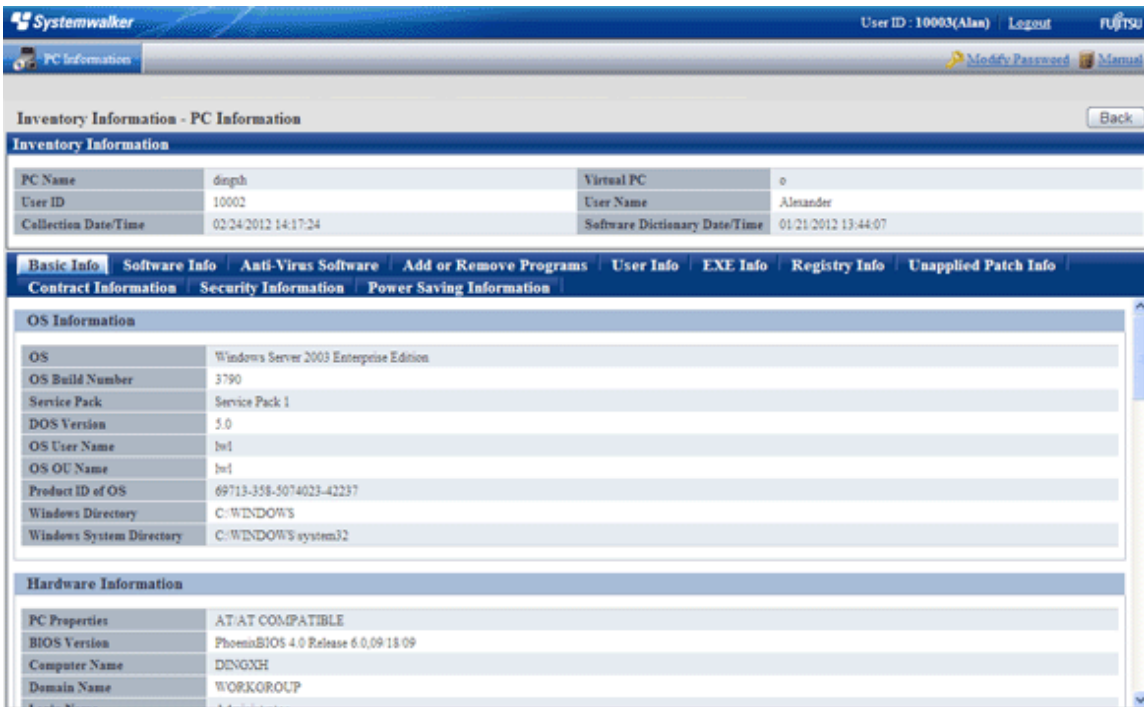 Systemwalker User ID : 10003(Alan) Logout FUJITSU
PC Information Modify Password Manual
Inventory Information - PC Information Back
Inventory Information
PC Name Virtual PC o
User ID 10002 User Name Alexander
Collection Date/Time 02/24/2012 14:17:24 Software Dictionary Date/Time 01/21/2012 13:44:07
Basic Info Software Info Anti-Virus Software Add or Remove Programs User Info EXE Info Registry Info Unapplied Patch Info
Contract Information Security Information Power Saving Information
OS Information
OS Windows Server 2003 Enterprise Edition
OS Build Number 3790
Service Pack Service Pack 1
DOS Version 5.0
OS User Name
OS OU Name
Product ID of OS 69713-358-5074023-42237
Windows Directory C:\WINDOWS
Windows System Directory C:\WINDOWS\system32
Hardware Information
PC Properties AT/AT COMPATIBLE
BIOS Version PhoenixBIOS 4.0 Release 6.0,09/18/09
Computer Name DINGXH
Domain Name WORKGROUP